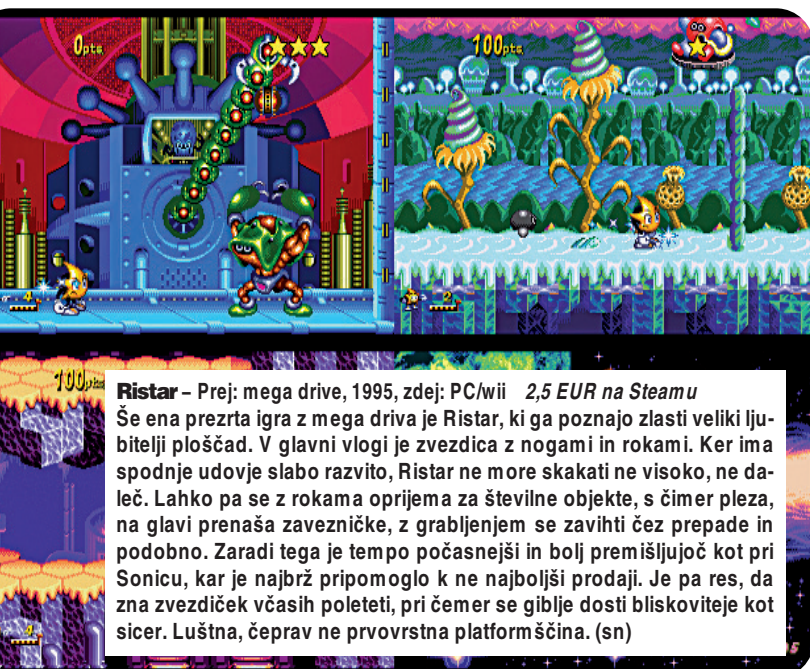 0pts
100pts
4
2
100pts
Ristar – Prej: mega drive, 1995, zdej: PC/wii 2,5 EUR na Steamu
Še ena prezrta igra z mega driva je Ristar, ki ga poznajo zlasti veliki lju-
bitelji ploščad. V glavni vlogi je zvezdica z nogami in rokami. Ker ima
spodnje udovje slabo razvito, Ristar ne more skakati ne visoko, ne da-
leč. Lahko pa se z rokama oprijema za številne objekte, s čimer pleza,
na glavi prenaša zavezničke, z grabljenjem se zavihti čez prepade in
podobno. Zaradi tega je tempo počasnejši in bolj premišljujoč kot pri
Sonicu, kar je najbrž pripomoglo k ne najboljši prodaji. Je pa res, da
zna zvezdiček včasih poleteti, pri čemer se giblje dosti bliskoviteje kot
sicer. Luštna, čeprav ne prvovrstna platformščina. (sn)
4